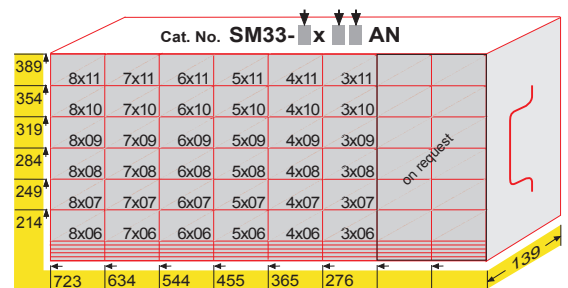 Cat. No. SM33- x AN
389 8x11 7x11 6x11 5x11 4x11 3x11
354 8x10 7x10 6x10 5x10 4x10 3x10
319 8x09 7x09 6x09 5x09 4x09 3x09
284 8x08 7x08 6x08 5x08 4x08 3x08
249 8x07 7x07 6x07 5x07 4x07 3x07
214 8x06 7x06 6x06 5x06 4x06 3x06
on request
723 634 544 455 365 276
139